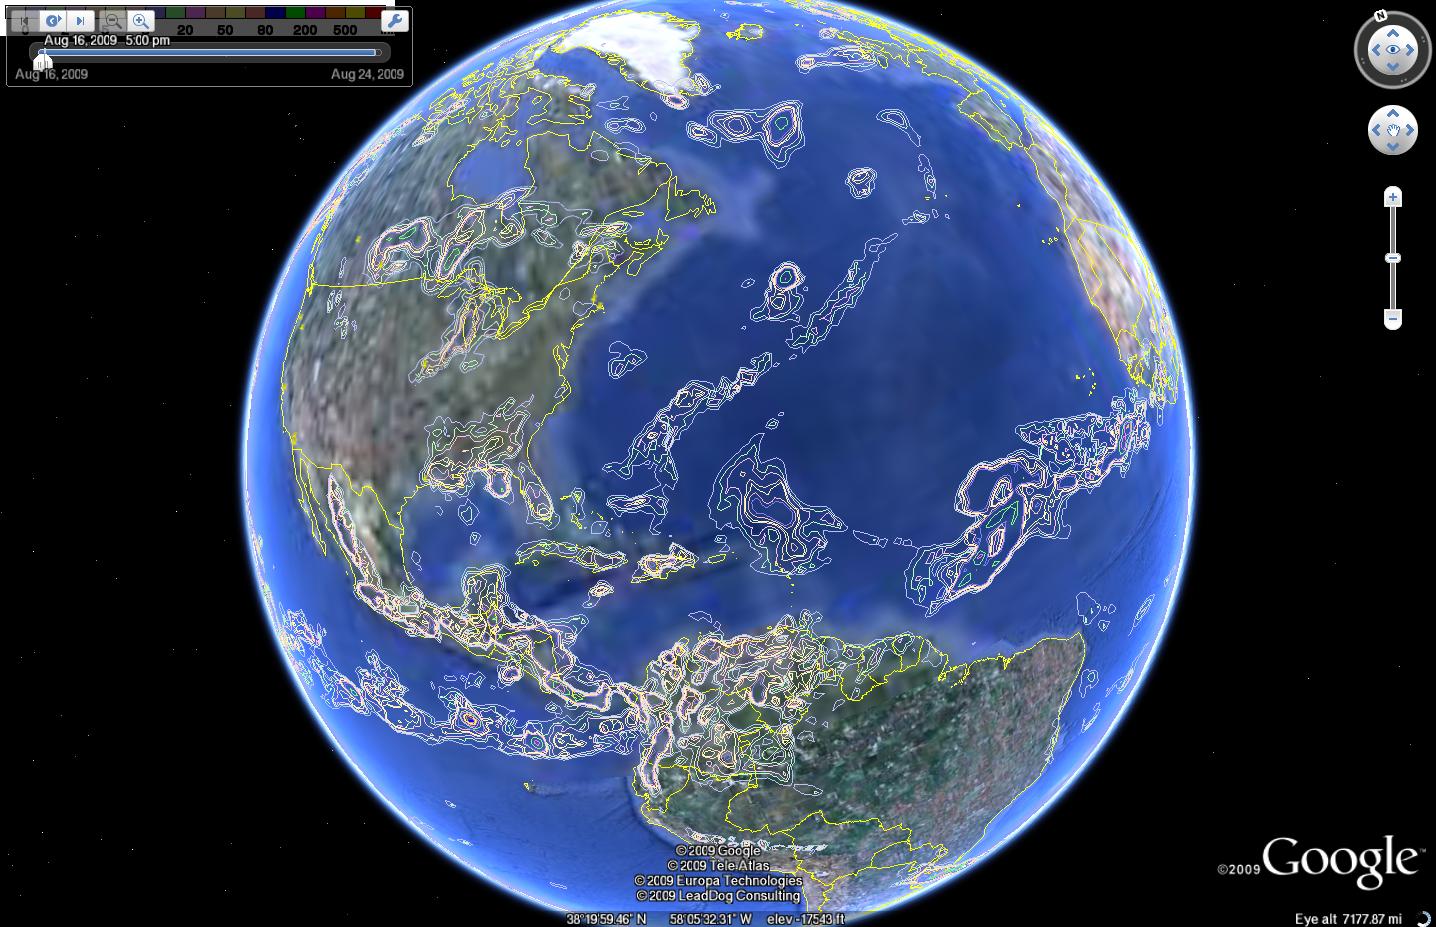 20 50 80 200 500
Aug 16, 2009 5:00 pm
Aug 16, 2009 Aug 24, 2009
N
© 2009 Google
© 2009 Tele Atlas
© 2009 Europa Technologies
© 2009 LeadDog Consulting
©2009 Google™
38°19'59.46" N 58°05'32.31" W elev -17543 ft
Eye alt 7177.87 mi